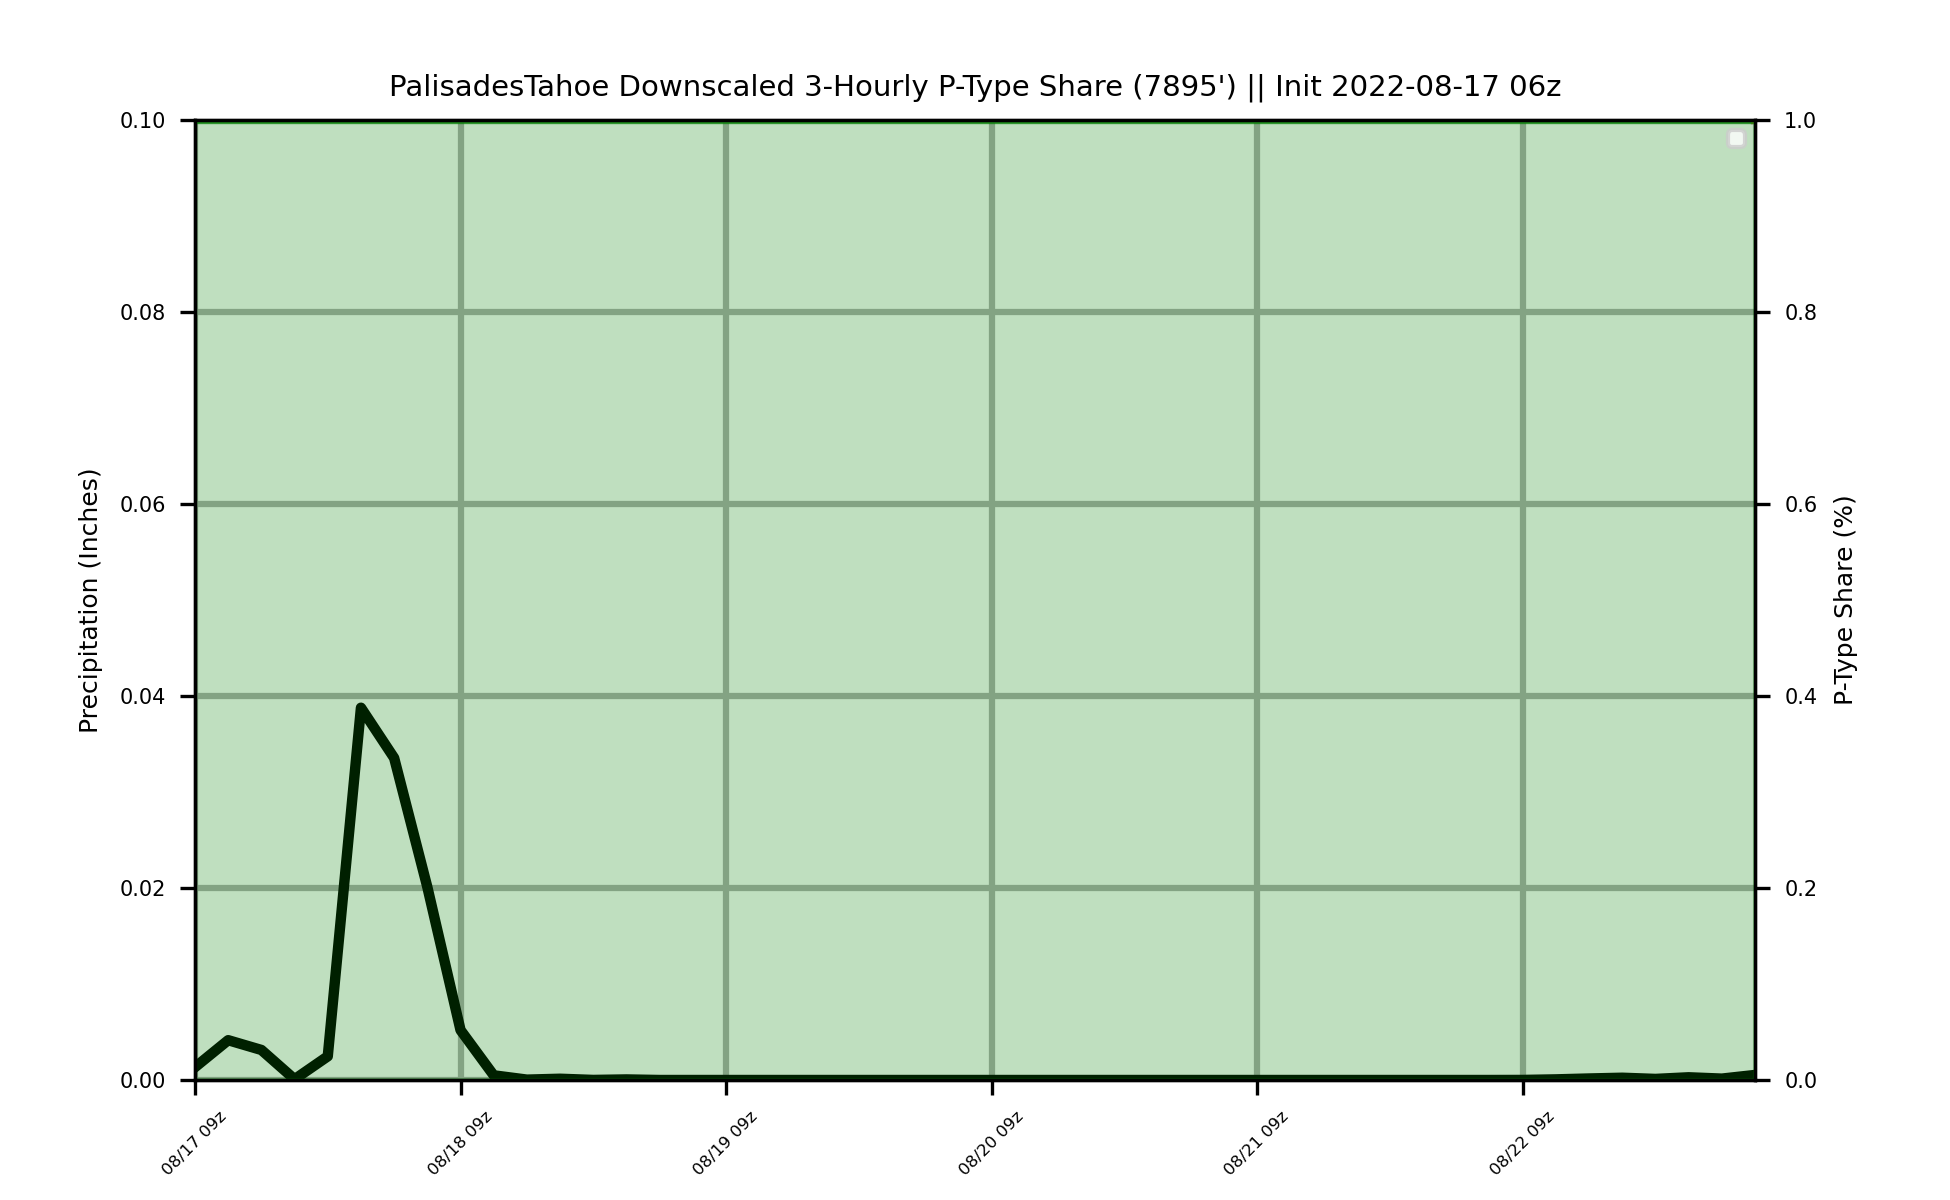 PalisadesTahoe Downscaled 3-Hourly P-Type Share (7895') || Init 2022-08-17 06z
0.10
0.08
0.06
0.04
0.02
0.00
Precipitation (Inches)
1.0
0.8
0.6
0.4
0.2
0.0
P-Type Share (%)
08/17 09z
08/18 09z
08/19 09z
08/20 09z
08/21 09z
08/22 09z